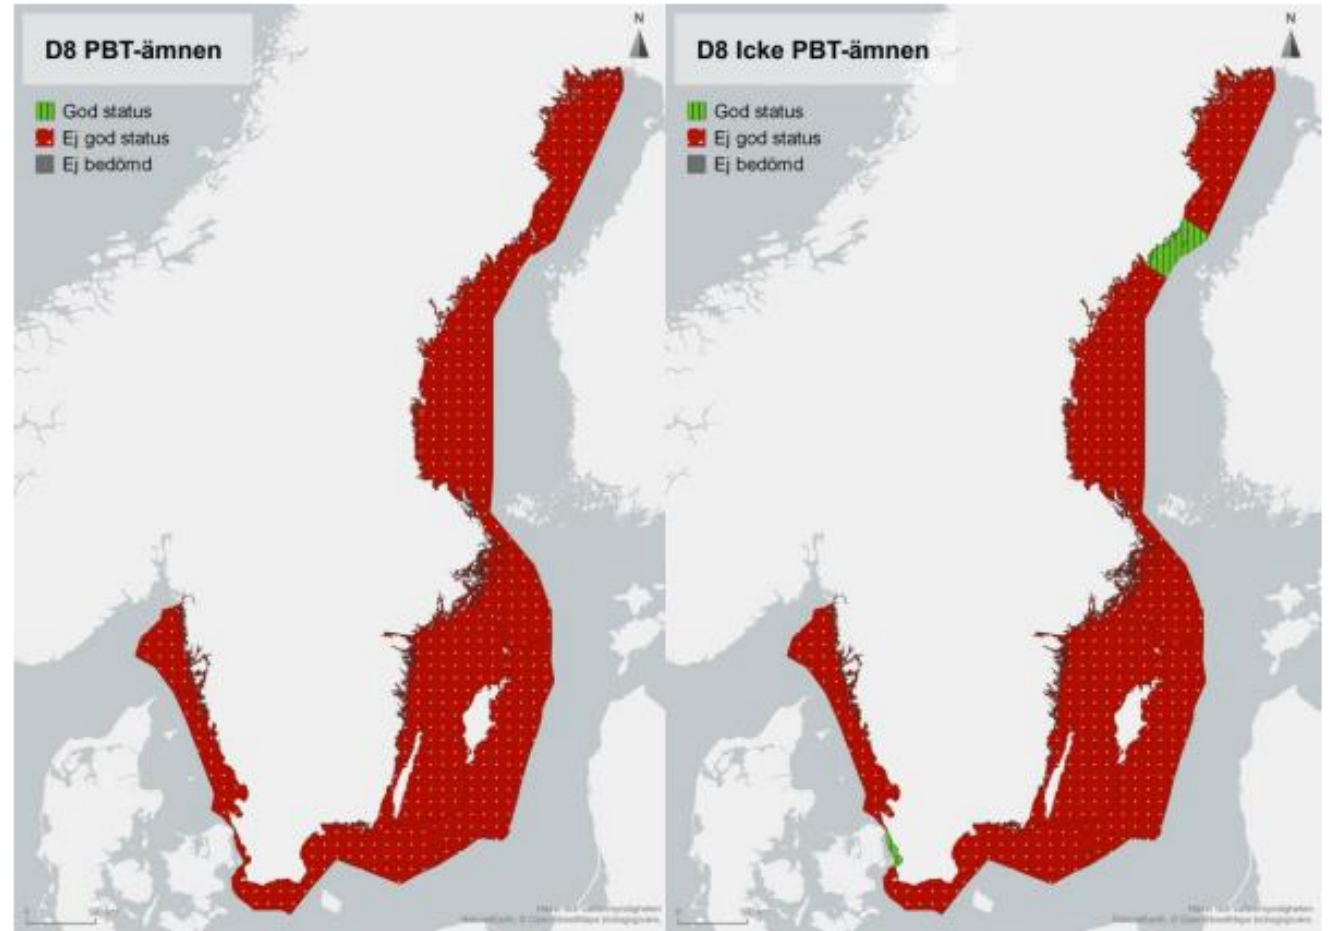 D8 PBT-ämnen
N
God status
Ej god status
Ej bedömd
D8 Icke PBT-ämnen
N
God status
Ej god status
Ej bedömd